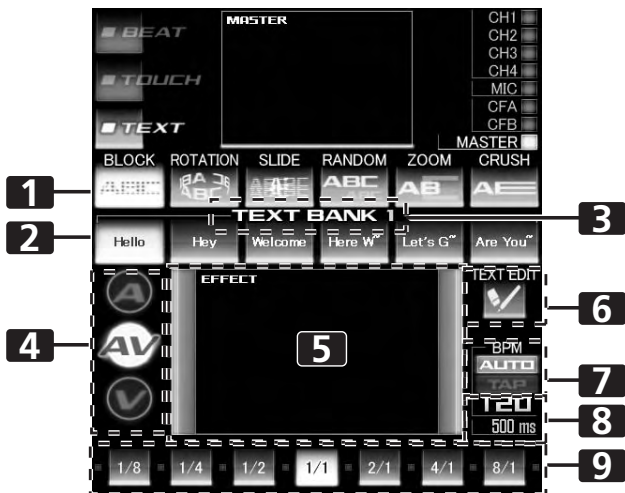 BEAT
MASTER
CH1
CH2
TOUCH
CH3
CH4
MIC
CFA
TEXT
CFB
MASTER
BLOCK ROTATION SLIDE RANDOM ZOOM CRUSH
1
ABC AB
TEXT BANK 1
3
2
Hello Hey Welcome Here W~ Let's G~ Are You~
EFFECT
TEXT EDIT
6
A
4
AV
5
BPM
AUTO
7
TAP
V
120
8
500 ms
1/8 1/4 1/2 1/1 2/1 4/1 8/1
9